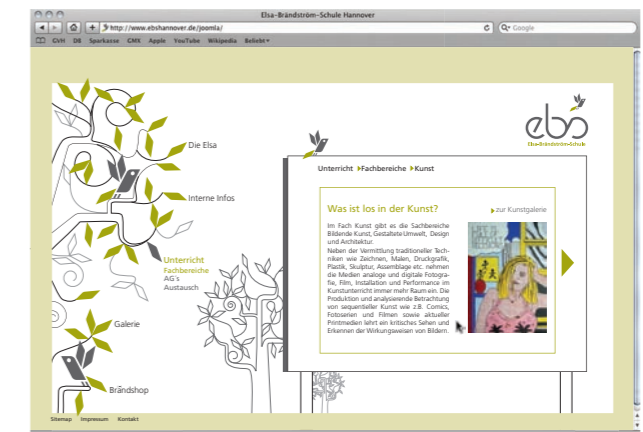 Elsa-Brändström-Schule Hannover
http://www.ebshannover.de/joomla/
Google
GVH DB Sparkasse GMX Apple YouTube Wikipedia Beliebt
ebs
Elsa-Brändström-Schule
Die Elsa
Interne Infos
Unterricht
Fachbereiche
AG´s
Austausch
Galerie
Brändshop
Unterricht Fachbereiche Kunst
Was ist los in der Kunst?
zur Kunstgalerie
Im Fach Kunst gibt es die Sachbereiche
Bildende Kunst, Gestaltete Umwelt, Design
und Architektur.
Neben der Vermittlung traditioneller Tech-
niken wie Zeichnen, Malen, Druckgrafik,
Plastik, Skulptur, Assemblage etc. nehmen
die Medien analoge und digitale Fotogra-
fie, Film, Installation und Performance im
Kunstunterricht immer mehr Raum ein. Die
Produktion und analysierende Betrachtung
von sequentieller Kunst wie z.B. Comics,
Fotoserien und Filmen sowie aktueller
Printmedien lehrt ein kritisches Sehen und
Erkennen der Wirkungsweisen von Bildern.
Sitemap Impressum Kontakt